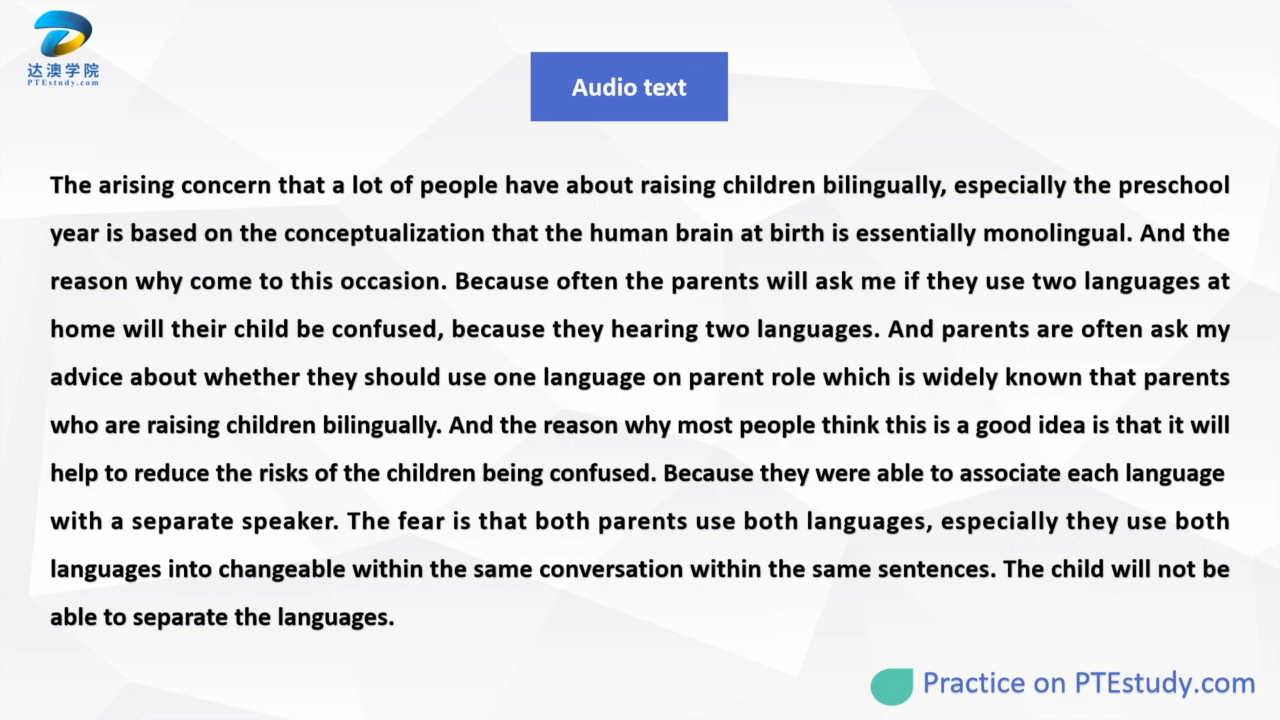 达澳学院
PTEstudy.com
Audio text
The arising concern that a lot of people have about raising children bilingually, especially the preschool
year is based on the conceptualization that the human brain at birth is essentially monolingual. And the
reason why come to this occasion. Because often the parents will ask me if they use two languages at
home will their child be confused, because they hearing two languages. And parents are often ask my
advice about whether they should use one language on parent role which is widely known that parents
who are raising children bilingually. And the reason why most people think this is a good idea is that it will
help to reduce the risks of the children being confused. Because they were able to associate each language
with a separate speaker. The fear is that both parents use both languages, especially they use both
languages into changeable within the same conversation within the same sentences. The child will not be
able to separate the languages.
Practice on PTEstudy.com